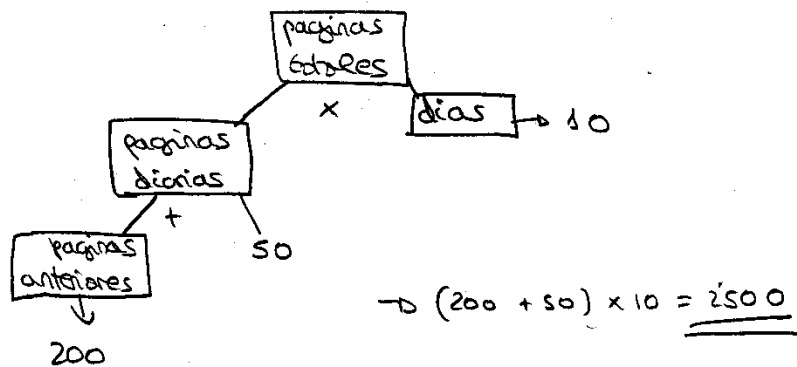 paginas
totales
x
dias → 10
paginas
diarias
+
50
paginas
anteriores
200
→ (200 + 50) x 10 = 2500